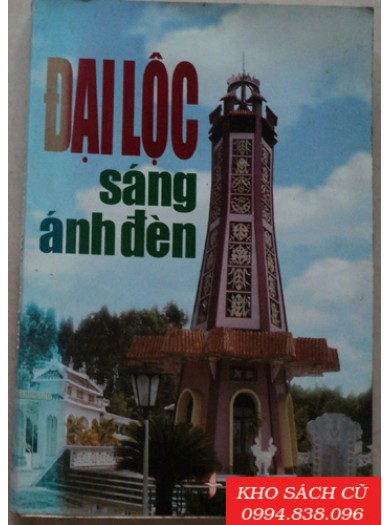 ĐẠI LỘC
sáng
ánh đèn
KHO SÁCH CŨ
0994.838.096